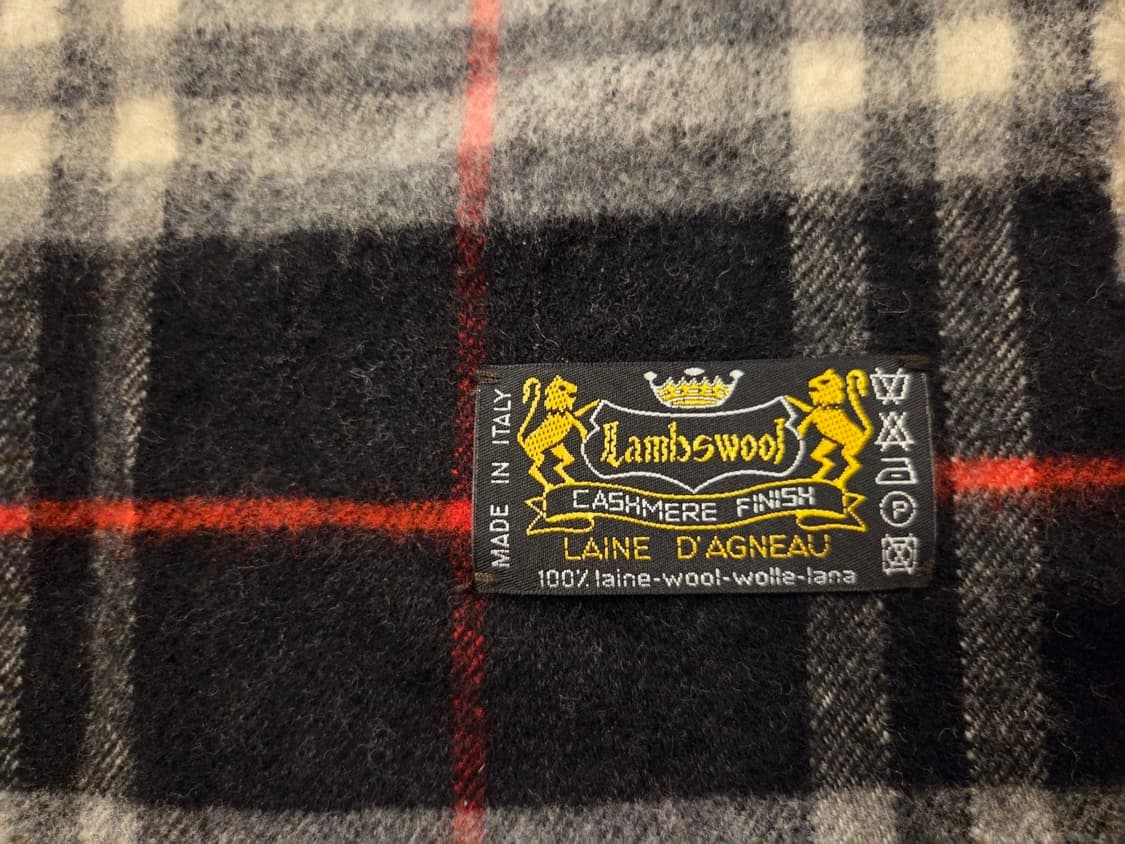 MADE IN ITALY
Lambswool
CASHMERE FINISH
LAINE D'AGNEAU
100% laine-wool-wolle-lana
P